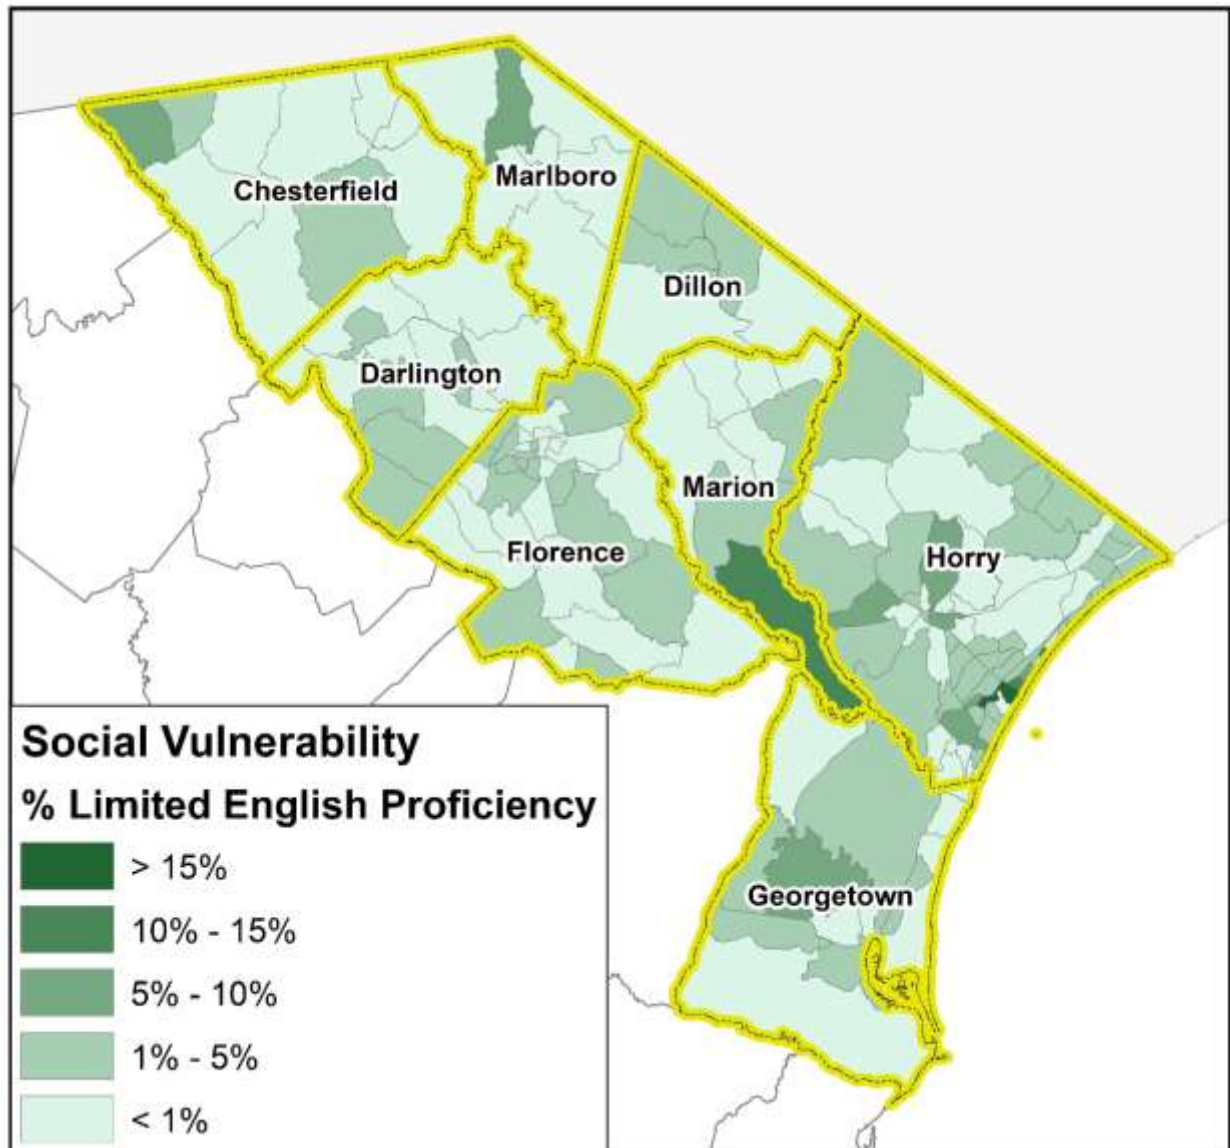 Marlboro
Chesterfield
Dillon
Darlington
Marion
Florence
Horry
Georgetown
Social Vulnerability
% Limited English Proficiency
> 15%
10% - 15%
5% - 10%
1% - 5%
< 1%